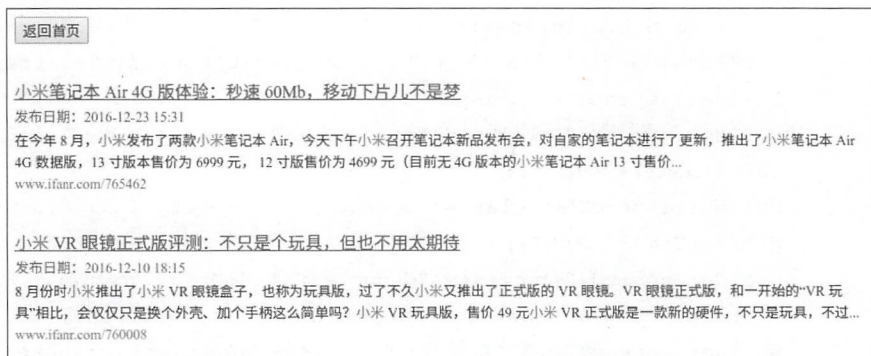 返回首页
小米笔记本 Air 4G 版体验：秒速 60Mb，移动下片儿不是梦
发布日期：2016-12-23 15:31
在今年 8 月，小米发布了两款小米笔记本 Air，今天下午小米召开笔记本新品发布会，对自家的笔记本进行了更新，推出了小米笔记本 Air
4G 数据版，13 寸版本售价为 6999 元， 12 寸版售价为 4699 元（目前无 4G 版本的小米笔记本 Air 13 寸售价...
www.ifanr.com/765462
小米 VR 眼镜正式版评测：不只是个玩具，但也不用太期待
发布日期：2016-12-10 18:15
8 月份时小米推出了小米 VR 眼镜盒子，也称为玩具版，过了不久小米又推出了正式版的 VR 眼镜。VR 眼镜正式版，和一开始的“VR 玩
具”相比，会仅仅只是换个外壳、加个手柄这么简单吗？小米 VR 玩具版，售价 49 元小米 VR 正式版是一款新的硬件，不只是玩具，不过...
www.ifanr.com/760008